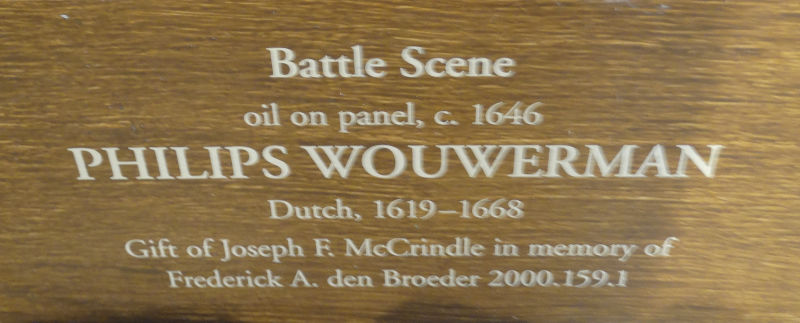 Battle Scene
oil on panel, c. 1646
PHILIPS WOUWERMAN
Dutch, 1619–1668
Gift of Joseph F. McCrindle in memory of
Frederick A. den Broeder 2000.159.1